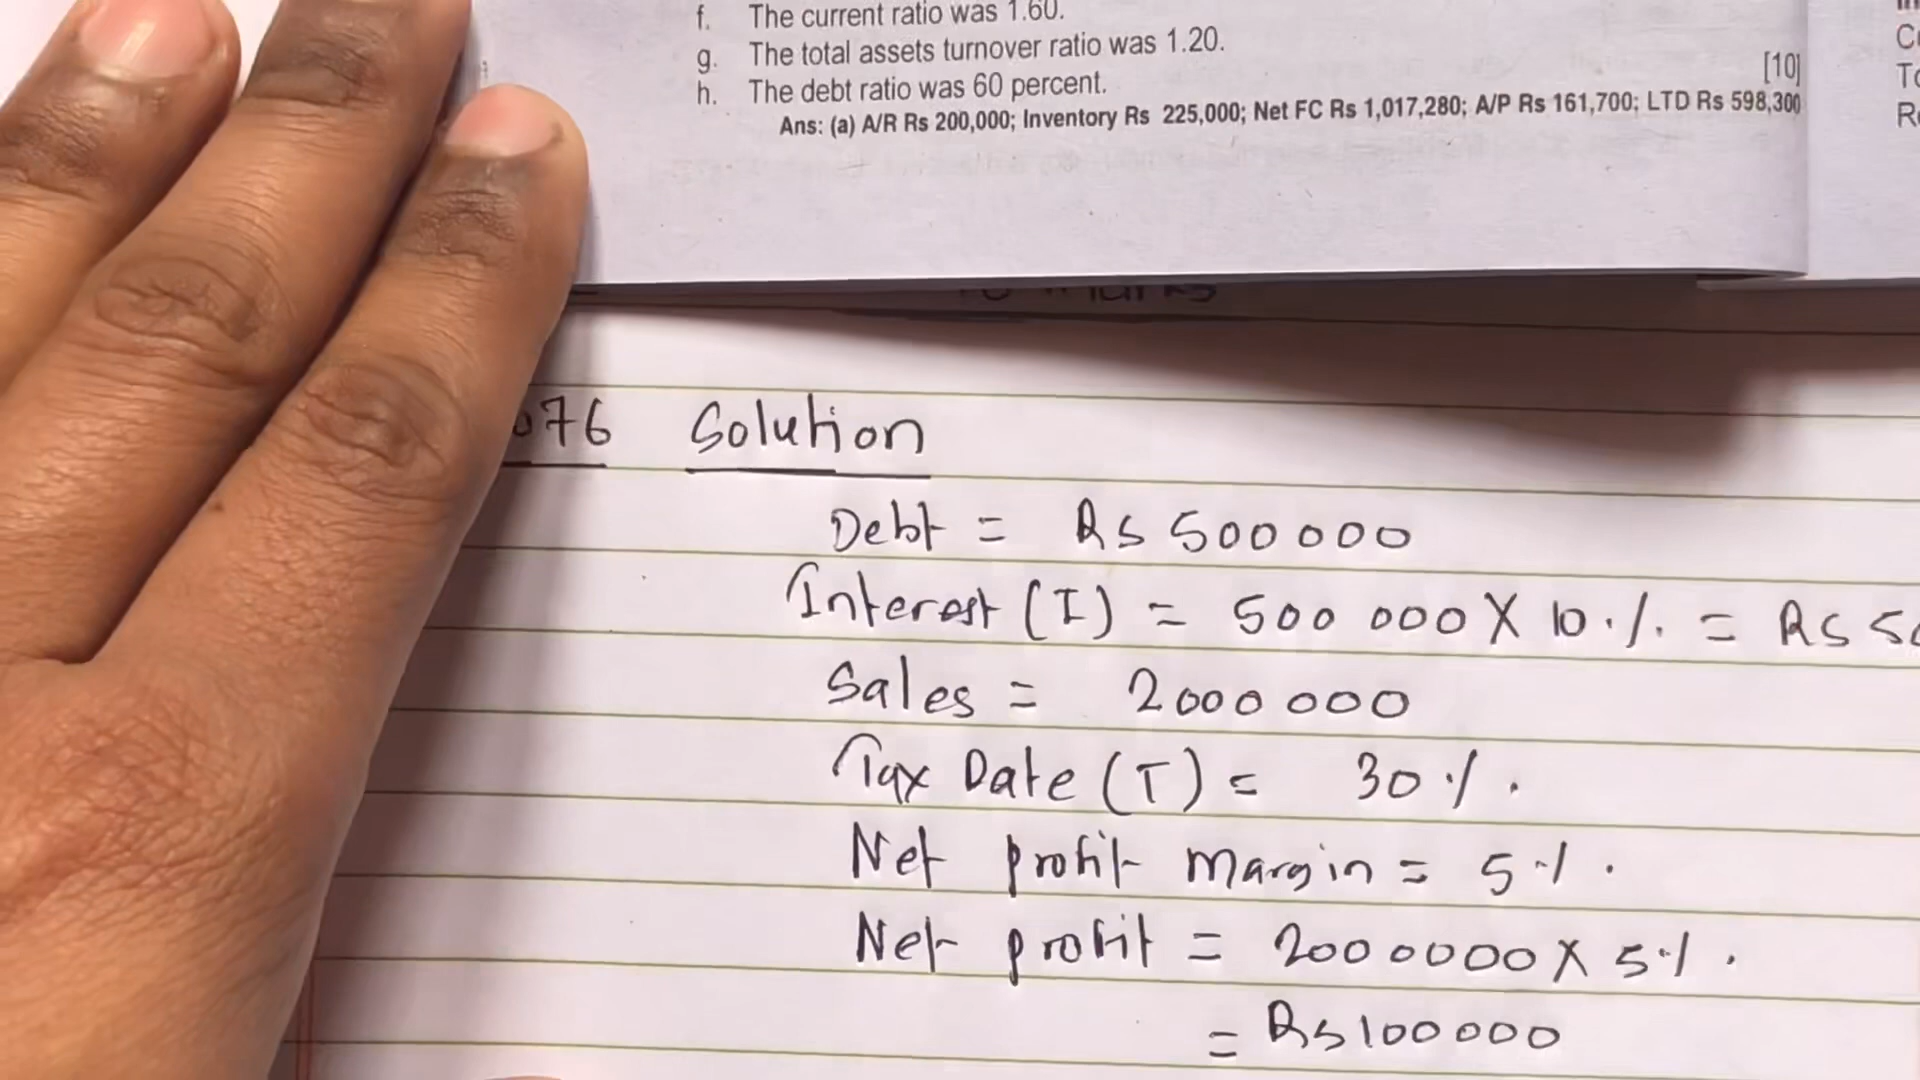 f. The current ratio was 1.60.
g. The total assets turnover ratio was 1.20.
h. The debt ratio was 60 percent.
[10]
Ans: (a) A/R Rs 200,000; Inventory Rs 225,000; Net FC Rs 1,017,280; A/P Rs 161,700; LTD Rs 598,300
076 Solution
Debt = Rs 500000
Interest (I) = 500 000 X 10 % = Rs 50
Sales = 2000000
Tax Date (T) = 30 %.
Net profit Margin = 5 %.
Net profit = 2000000 X 5 %.
= Rs 100000